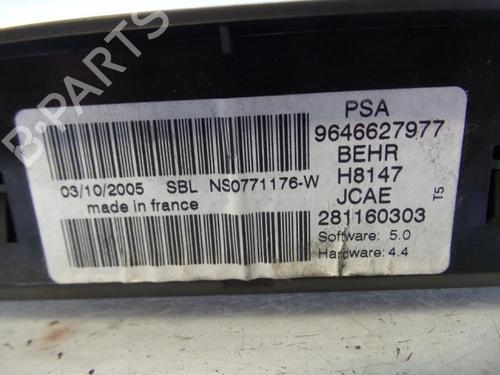 PSA
9646627977
BEHR
H8147
JCAE
281160303
Software: 5.0
Hardware: 4.4
T5
03/10/2005 SBL NS0771176-W
made in france
B-PARTS